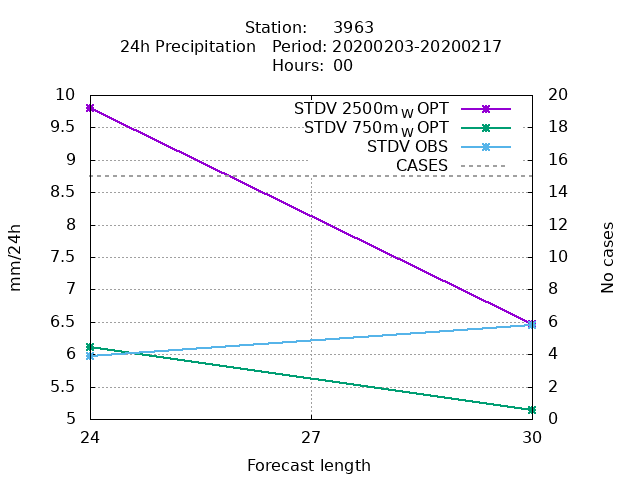 Station: 3963
24h Precipitation Period: 20200203-20200217
Hours: 00
STDV 2500m_W OPT
STDV 750m_W OPT
STDV OBS
CASES
10
9.5
9
8.5
8
7.5
7
6.5
6
5.5
5
20
18
16
14
12
10
8
6
4
2
0
mm/24h
No cases
24 27 30
Forecast length